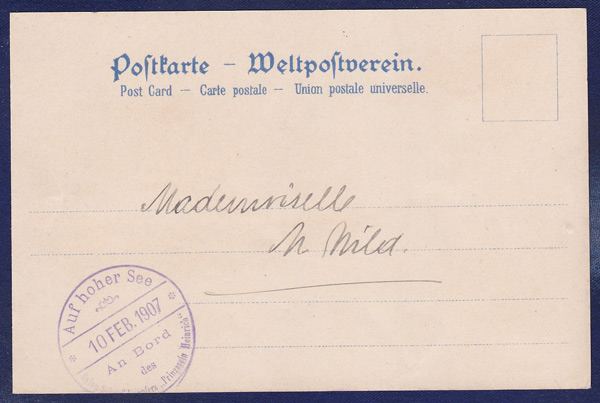 Postkarte – Weltpostverein.
Post Card — Carte postale — Union postale universelle.
Mademoiselle
M Wild.
Auf hoher See
10 FEB. 1907
An Bord
des
„Prinzessin Heinrich“